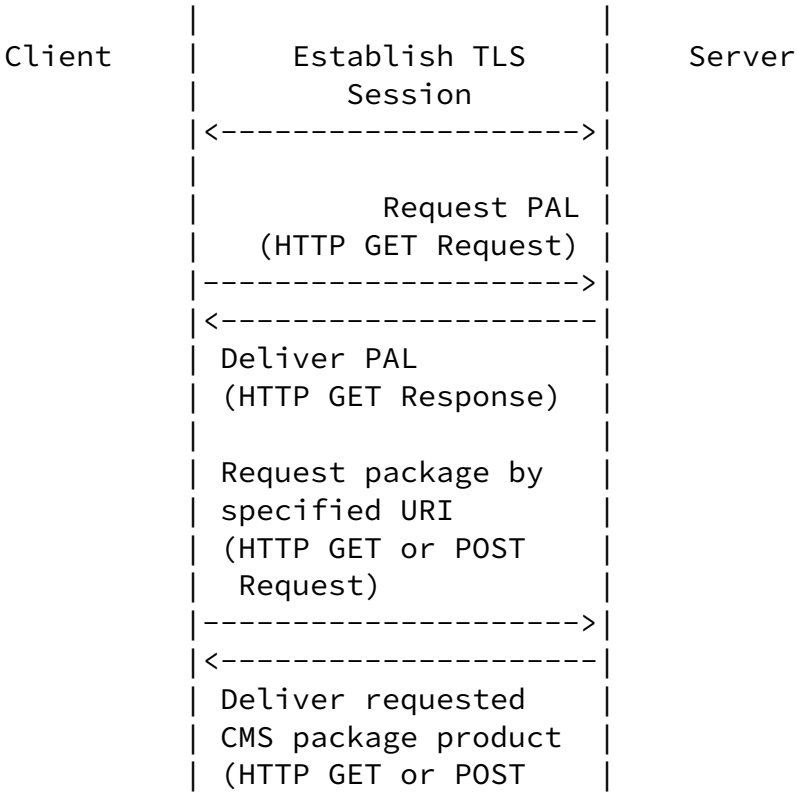 |                      |
Client     |     Establish TLS    |    Server
           |        Session       |
           |<-------------------->|
           |                      |
           |          Request PAL |
           |   (HTTP GET Request) |
           |--------------------->|
           |<---------------------|
           | Deliver PAL          |
           | (HTTP GET Response)  |
           |                      |
           | Request package by   |
           | specified URI        |
           | (HTTP GET or POST    |
           |  Request)            |
           |--------------------->|
           |<---------------------|
           | Deliver requested    |
           | CMS package product  |
           | (HTTP GET or POST    |